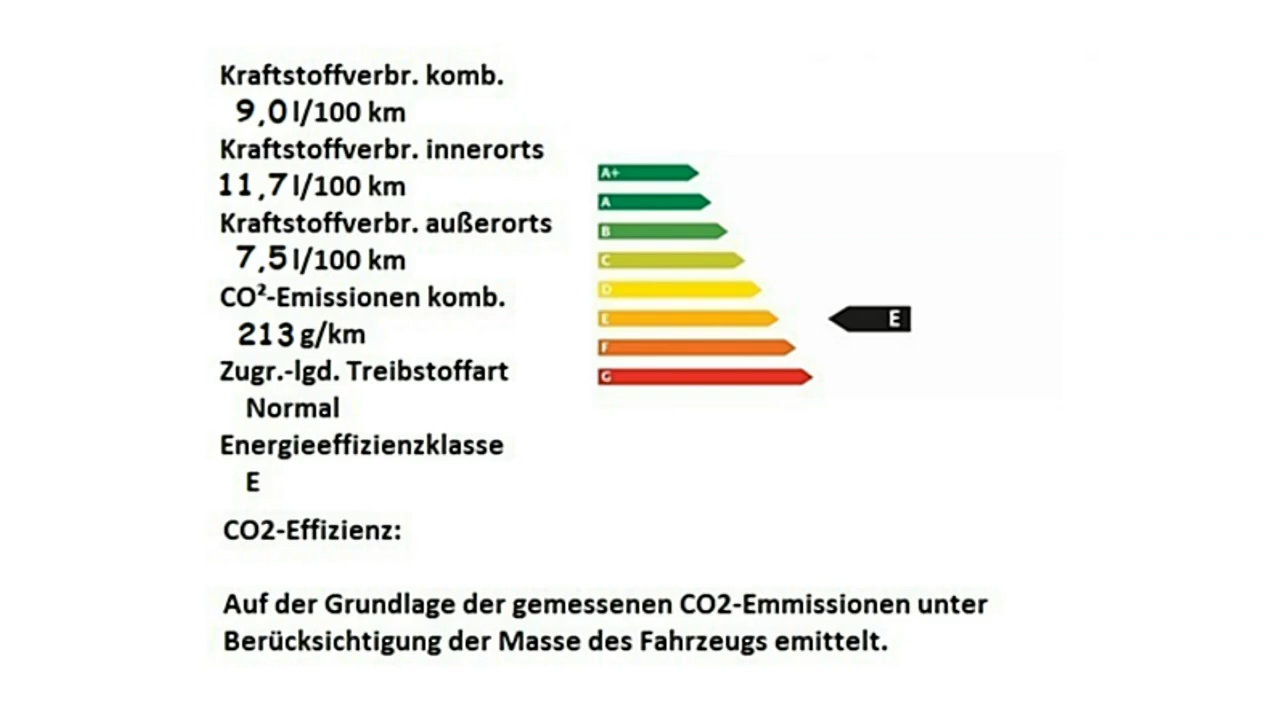 Kraftstoffverbr. komb.
9,0 l/100 km
Kraftstoffverbr. innerorts
11,7 l/100 km
Kraftstoffverbr. außerorts
7,5 l/100 km
CO²-Emissionen komb.
213 g/km
Zugr.-lgd. Treibstoffart
Normal
Energieeffizienzklasse
E
A+
A
B
C
D
E
F
G
E
CO2-Effizienz:
Auf der Grundlage der gemessenen CO2-Emmissionen unter
Berücksichtigung der Masse des Fahrzeugs emittelt.